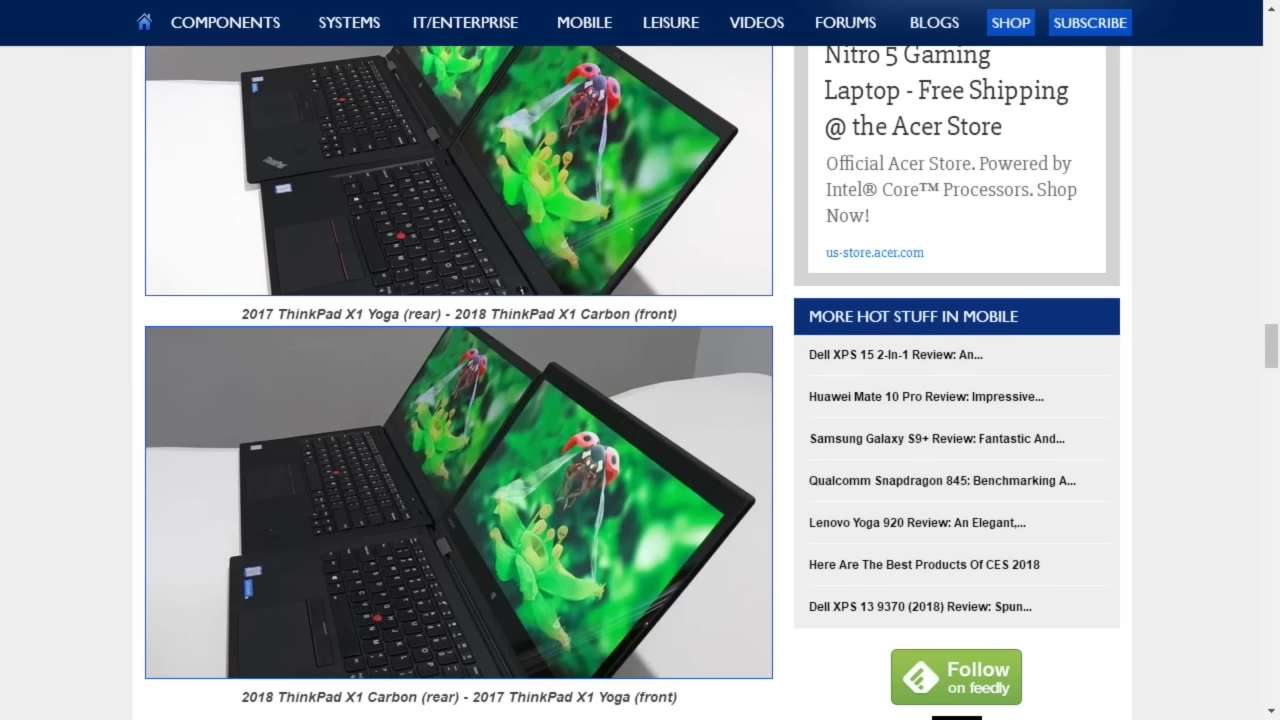 COMPONENTS
SYSTEMS
IT/ENTERPRISE
MOBILE
LEISURE
VIDEOS
FORUMS
BLOGS
SHOP
SUBSCRIBE
ThinkPad
2017 ThinkPad X1 Yoga (rear) - 2018 ThinkPad X1 Carbon (front)
2018 ThinkPad X1 Carbon (rear) - 2017 ThinkPad X1 Yoga (front)
Nitro 5 Gaming
Laptop - Free Shipping
@ the Acer Store
Official Acer Store. Powered by
Intel® Core™ Processors. Shop
Now!
us-store.acer.com
MORE HOT STUFF IN MOBILE
Dell XPS 15 2-In-1 Review: An...
Huawei Mate 10 Pro Review: Impressive...
Samsung Galaxy S9+ Review: Fantastic And...
Qualcomm Snapdragon 845: Benchmarking A...
Lenovo Yoga 920 Review: An Elegant,...
Here Are The Best Products Of CES 2018
Dell XPS 13 9370 (2018) Review: Spun...
Follow
on feedly